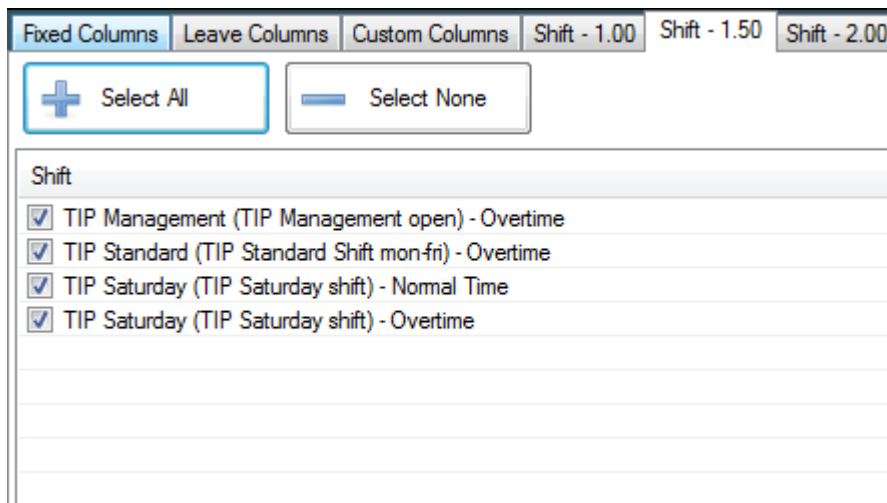 Fixed Columns Leave Columns Custom Columns Shift - 1.00 Shift - 1.50 Shift - 2.00
Select All Select None
Shift
TIP Management (TIP Management open) - Overtime
TIP Standard (TIP Standard Shift mon-fri) - Overtime
TIP Saturday (TIP Saturday shift) - Normal Time
TIP Saturday (TIP Saturday shift) - Overtime